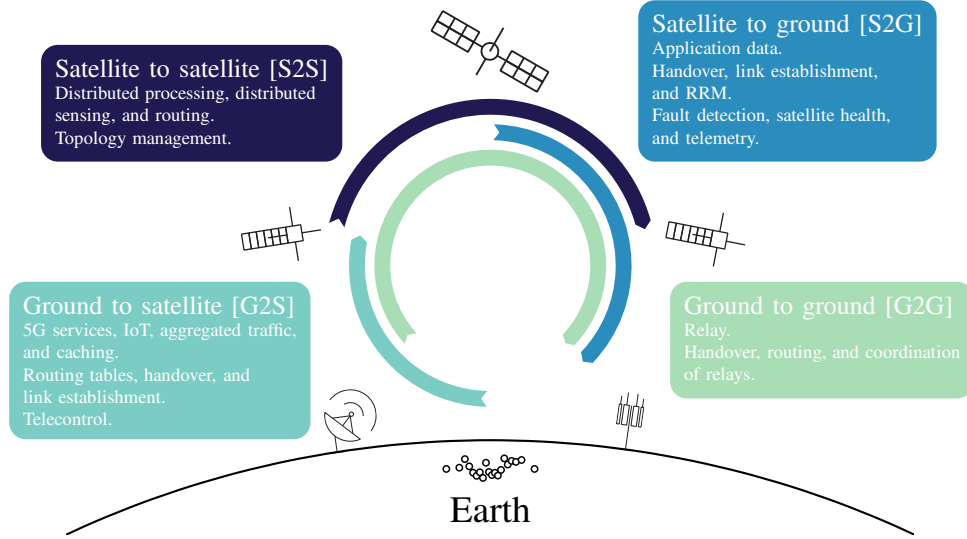 Satellite to satellite [S2S]
Distributed processing, distributed
sensing, and routing.
Topology management.
Satellite to ground [S2G]
Application data.
Handover, link establishment,
and RRM.
Fault detection, satellite health,
and telemetry.
Ground to satellite [G2S]
5G services, IoT, aggregated traffic,
and caching.
Routing tables, handover, and
link establishment.
Telecontrol.
Ground to ground [G2G]
Relay.
Handover, routing, and coordination
of relays.
Earth